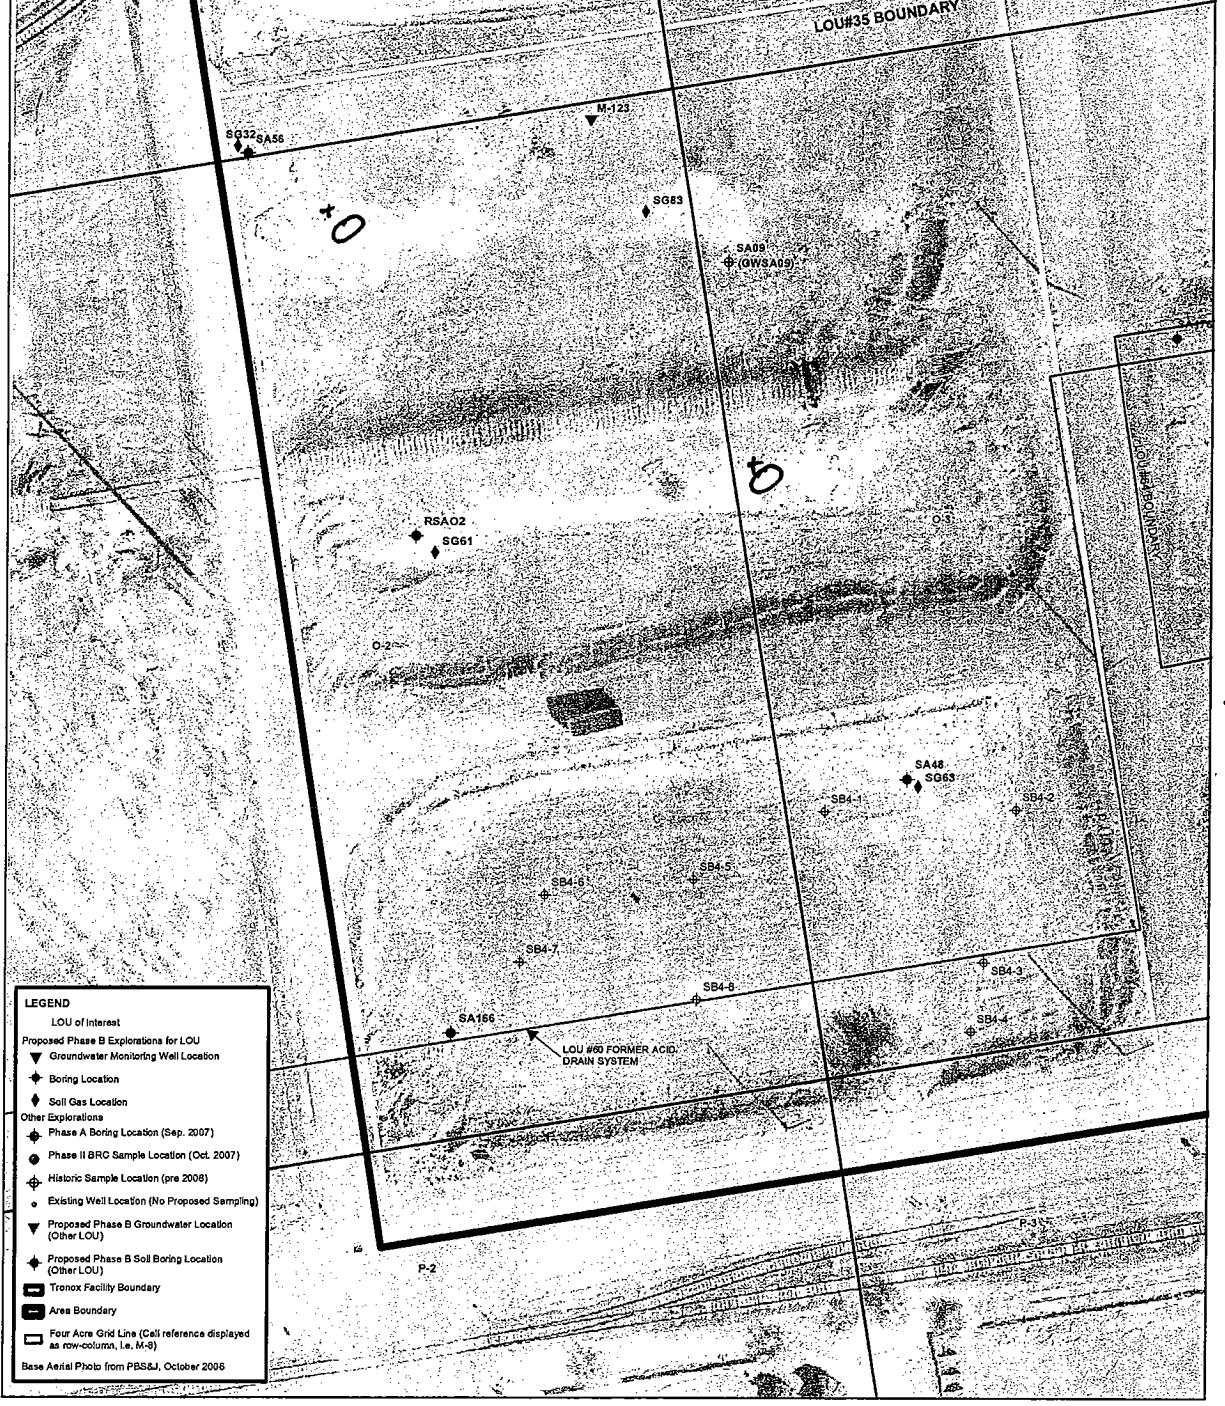 LOU#35 BOUNDARY
M-123
SG32
SA56
SG83
SA09
(GWSA09)
RSAO2
SG61
O-3
O-2
SA48
SG63
SB4-1
SB4-2
SB4-5
SB4-6
SB4-7
SB4-3
SB4-8
SB4-4
SA166
LOU #60 FORMER ACID
DRAIN SYSTEM
P-3
P-2
LEGEND
LOU of Interest
Proposed Phase B Explorations for LOU
Groundwater Monitoring Well Location
Boring Location
Soil Gas Location
Other Explorations
Phase A Boring Location (Sep. 2007)
Phase II BRC Sample Location (Oct. 2007)
Historic Sample Location (pre 2006)
Existing Well Location (No Proposed Sampling)
Proposed Phase B Groundwater Location
(Other LOU)
Proposed Phase B Soil Boring Location
(Other LOU)
Tronox Facility Boundary
Area Boundary
Four Acre Grid Line (Cell reference displayed
as row-column, i.e. M-8)
Base Aerial Photo from PBS&J, October 2006